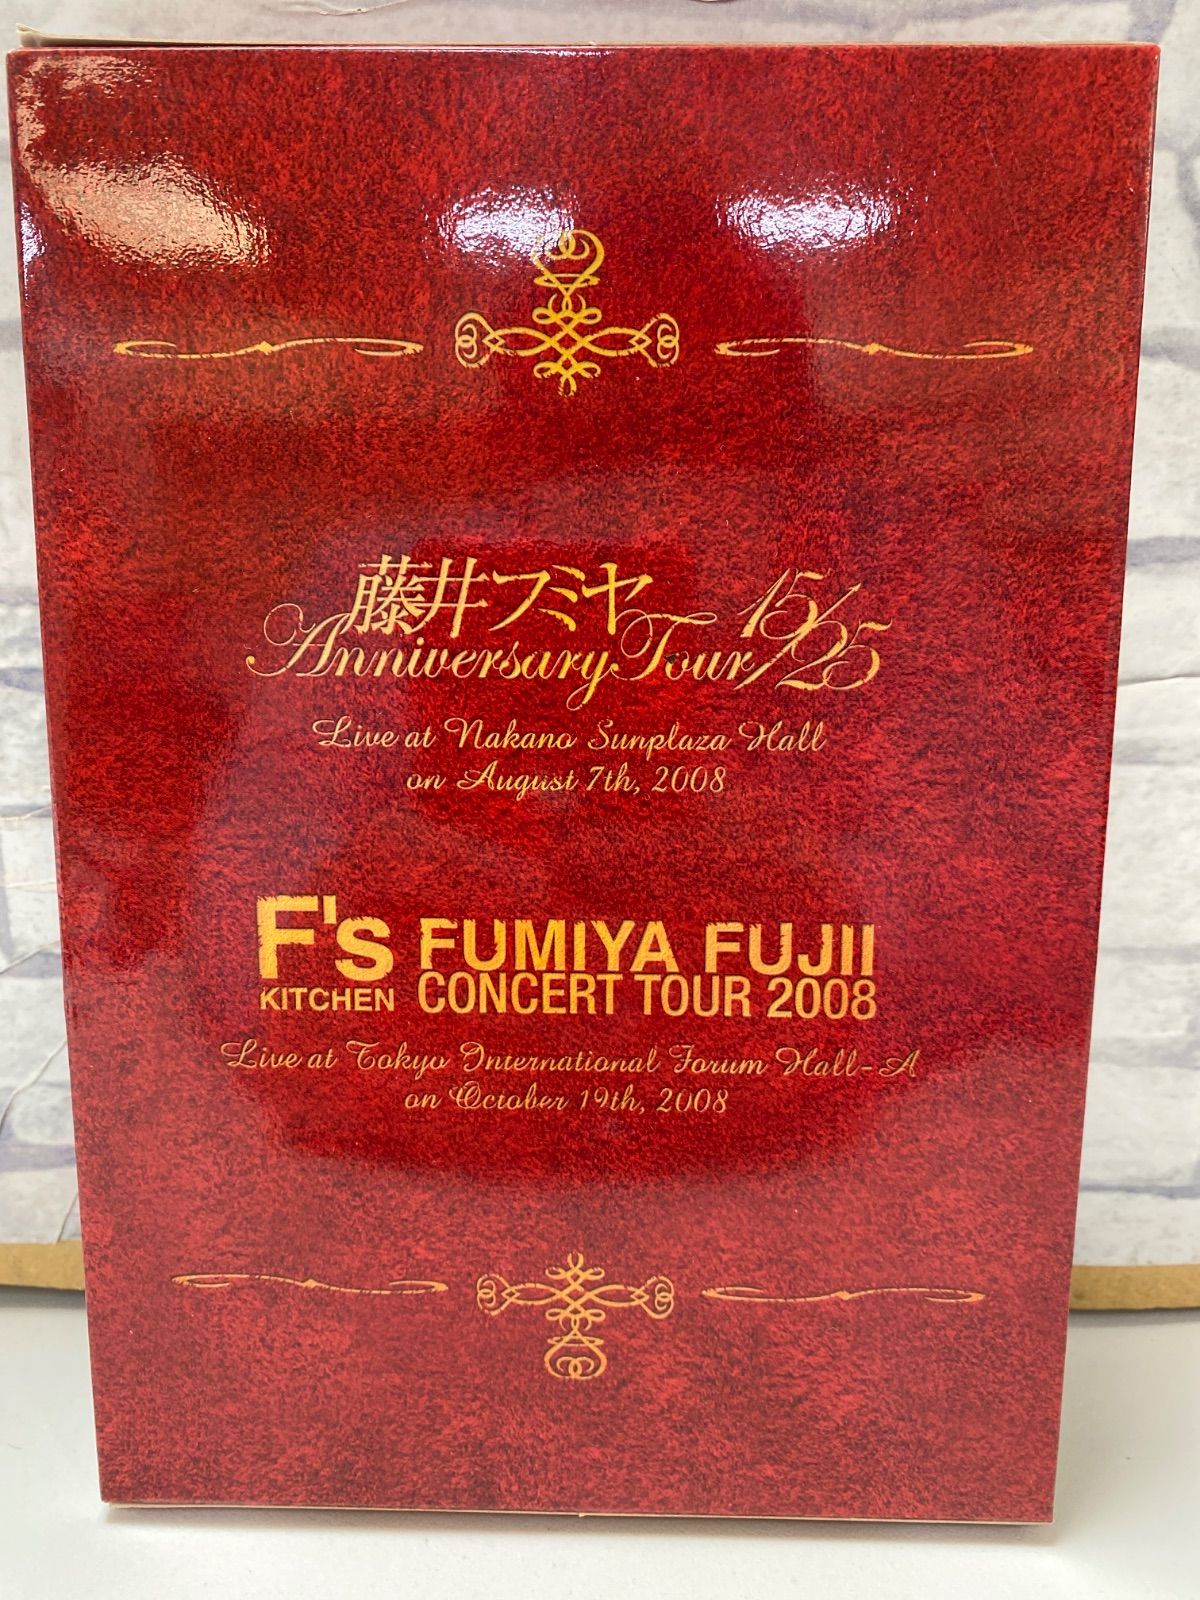 藤井フミヤ
Anniversary Tour 15/25
Live at Nakano Sunplaza Hall
on August 7th, 2008
F's KITCHEN
FUMIYA FUJII
CONCERT TOUR 2008
Live at Tokyo International Forum Hall-A
on October 19th, 2008